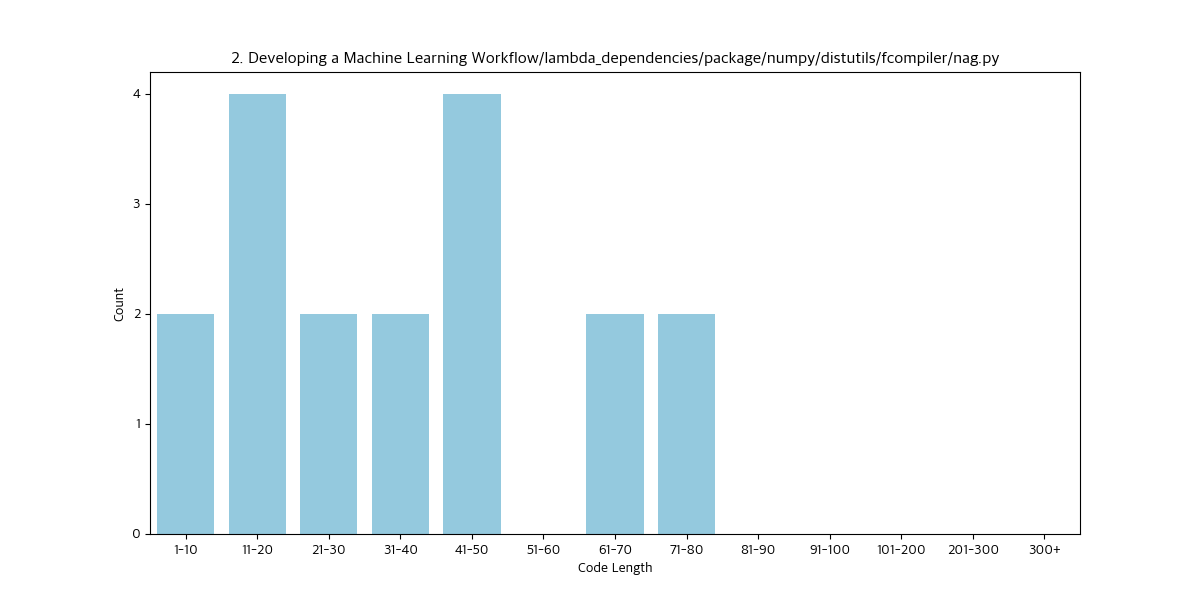 2. Developing a Machine Learning Workflow/lambda_dependencies/package/numpy/distutils/fcompiler/nag.py
4
3
2
1
0
Count
1-10 11-20 21-30 31-40 41-50 51-60 61-70 71-80 81-90 91-100 101-200 201-300 300+
Code Length